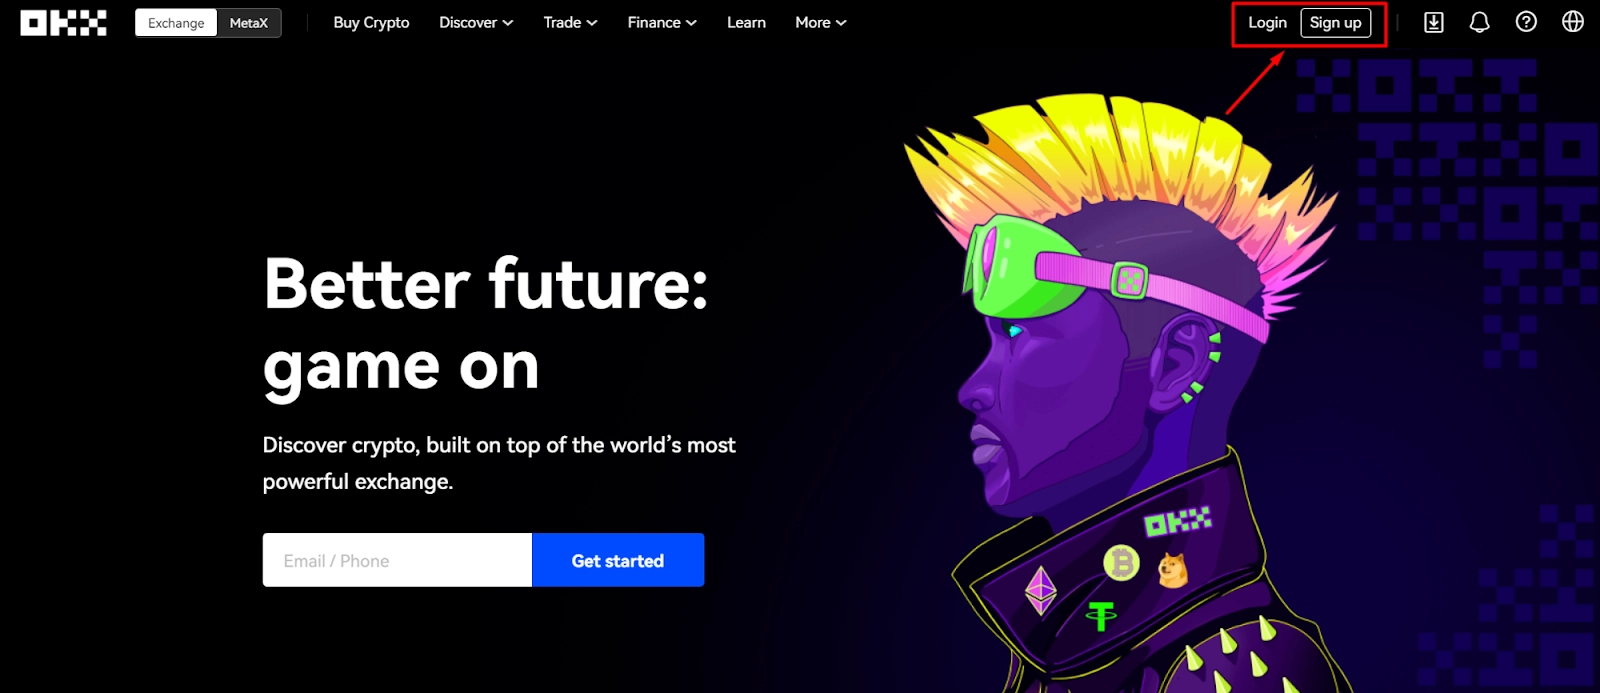 OKX
Exchange MetaX Buy Crypto Discover Trade Finance Learn More Login Sign up
Better future:
game on
Discover crypto, built on top of the world’s most
powerful exchange.
Email / Phone Get started
OKX